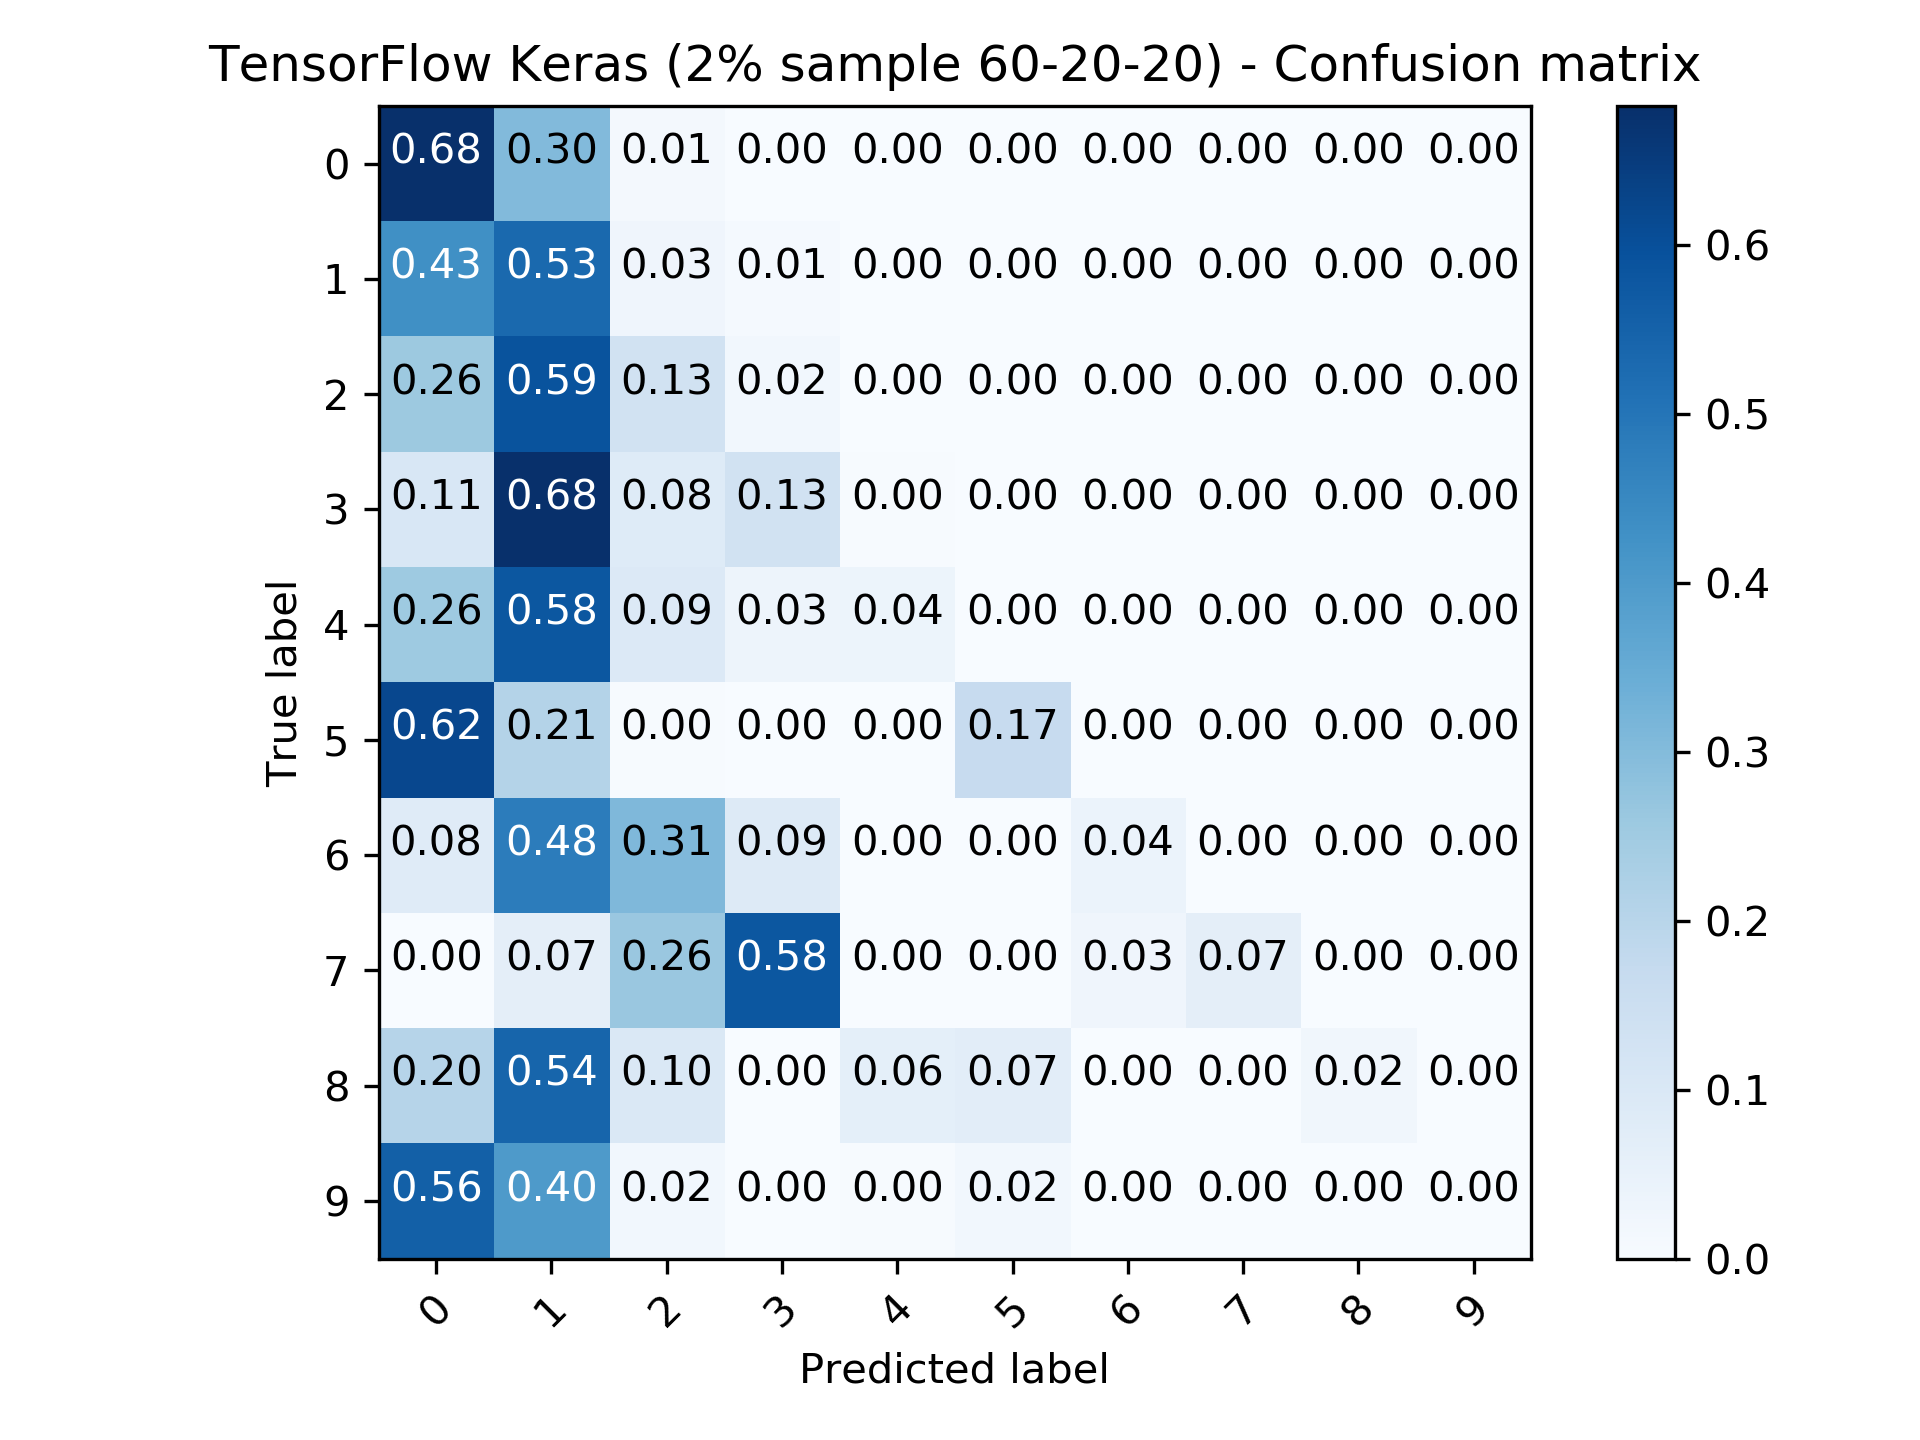 TensorFlow Keras (2% sample 60-20-20) - Confusion matrix
0 0.68 0.30 0.01 0.00 0.00 0.00 0.00 0.00 0.00 0.00
1 0.43 0.53 0.03 0.01 0.00 0.00 0.00 0.00 0.00 0.00
2 0.26 0.59 0.13 0.02 0.00 0.00 0.00 0.00 0.00 0.00
3 0.11 0.68 0.08 0.13 0.00 0.00 0.00 0.00 0.00 0.00
4 0.26 0.58 0.09 0.03 0.04 0.00 0.00 0.00 0.00 0.00
5 0.62 0.21 0.00 0.00 0.00 0.17 0.00 0.00 0.00 0.00
6 0.08 0.48 0.31 0.09 0.00 0.00 0.04 0.00 0.00 0.00
7 0.00 0.07 0.26 0.58 0.00 0.00 0.03 0.07 0.00 0.00
8 0.20 0.54 0.10 0.00 0.06 0.07 0.00 0.00 0.02 0.00
9 0.56 0.40 0.02 0.00 0.00 0.02 0.00 0.00 0.00 0.00
True label
0 1 2 3 4 5 6 7 8 9
Predicted label
0.6
0.5
0.4
0.3
0.2
0.1
0.0